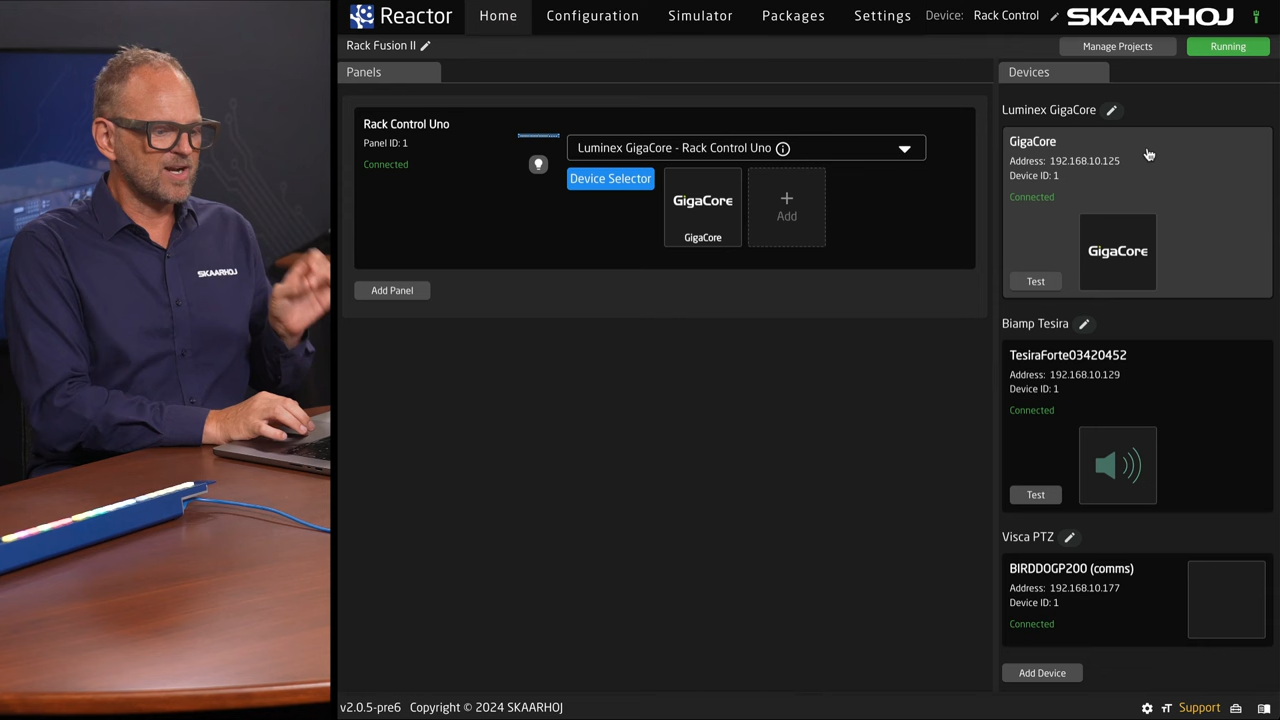 Reactor
Home
Configuration
Simulator
Packages
Settings
Device: Rack Control
SKAARHOJ
Rack Fusion II
Manage Projects
Running
Panels
Rack Control Uno
Panel ID: 1
Connected
Luminex GigaCore - Rack Control Uno
Device Selector
GigaCore
GigaCore
+
Add
Add Panel
Devices
Luminex GigaCore
GigaCore
Address: 192.168.10.125
Device ID: 1
Connected
GigaCore
Test
Biamp Tesira
TesiraForte03420452
Address: 192.168.10.129
Device ID: 1
Connected
Test
Visca PTZ
BIRDDOGP200 (comms)
Address: 192.168.10.177
Device ID: 1
Connected
Add Device
SKAARHOJ
v2.0.5-pre6 Copyright © 2024 SKAARHOJ
Support